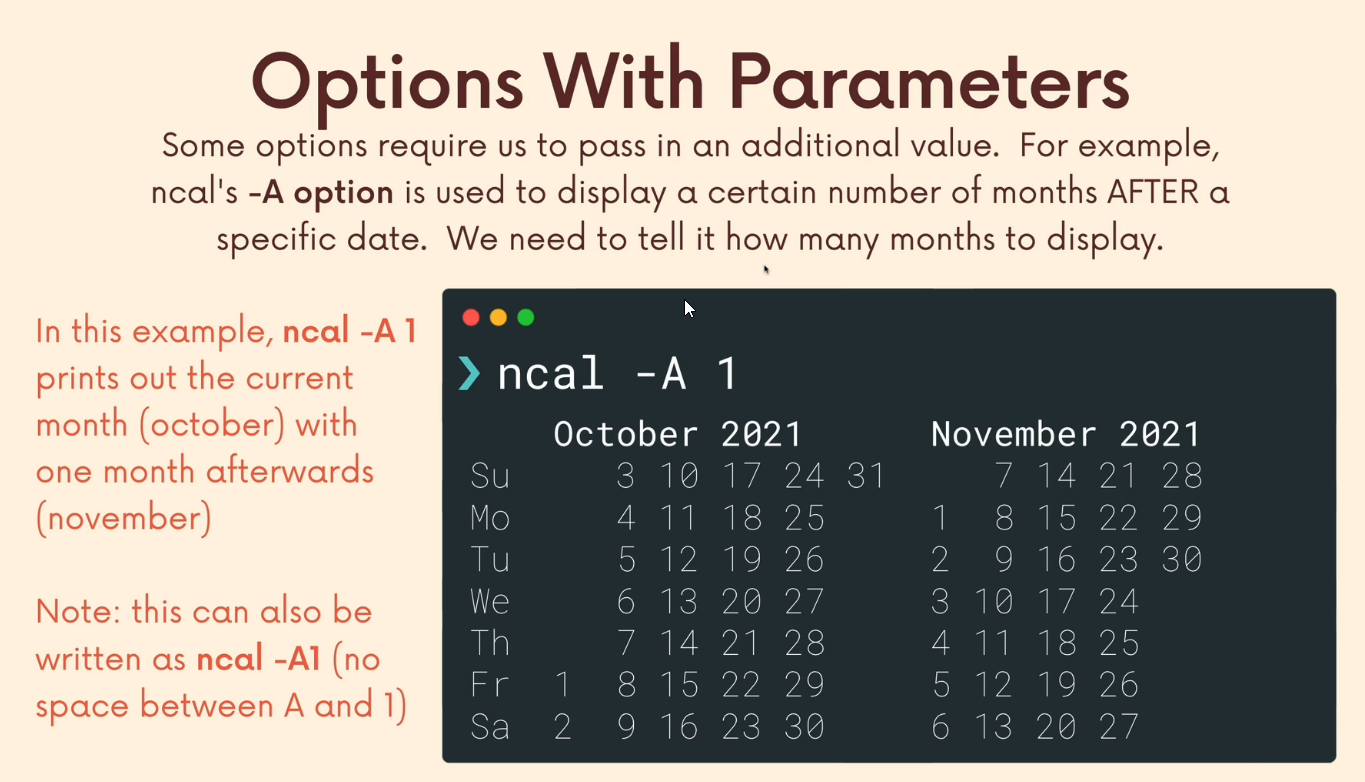 Options With Parameters
Some options require us to pass in an additional value.  For example,
ncal's -A option is used to display a certain number of months AFTER a
specific date.  We need to tell it how many months to display.
In this example, ncal -A 1
prints out the current
month (october) with
one month afterwards
(november)
Note: this can also be
written as ncal -A1 (no
space between A and 1)
❯ ncal -A 1
    October 2021      November 2021
Su     3 10 17 24 31     7 14 21 28
Mo     4 11 18 25     1  8 15 22 29
Tu     5 12 19 26     2  9 16 23 30
We     6 13 20 27     3 10 17 24
Th     7 14 21 28     4 11 18 25
Fr  1  8 15 22 29     5 12 19 26
Sa  2  9 16 23 30     6 13 20 27